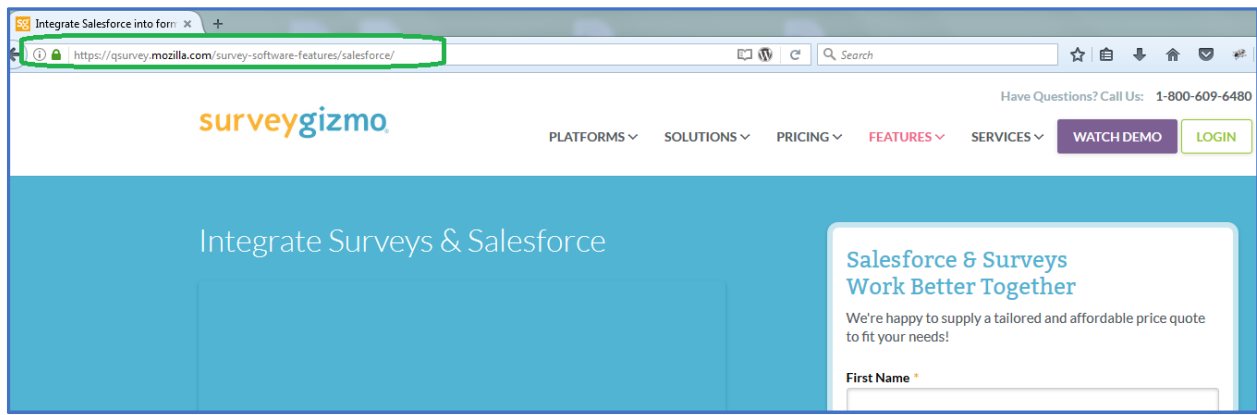 Integrate Salesforce into form
https://qsurvey.mozilla.com/survey-software-features/salesforce/
Search
Have Questions? Call Us: 1-800-609-6480
surveygizmo
PLATFORMS SOLUTIONS PRICING FEATURES SERVICES WATCH DEMO LOGIN
Integrate Surveys & Salesforce
Salesforce & Surveys
Work Better Together
We're happy to supply a tailored and affordable price quote
to fit your needs!
First Name *